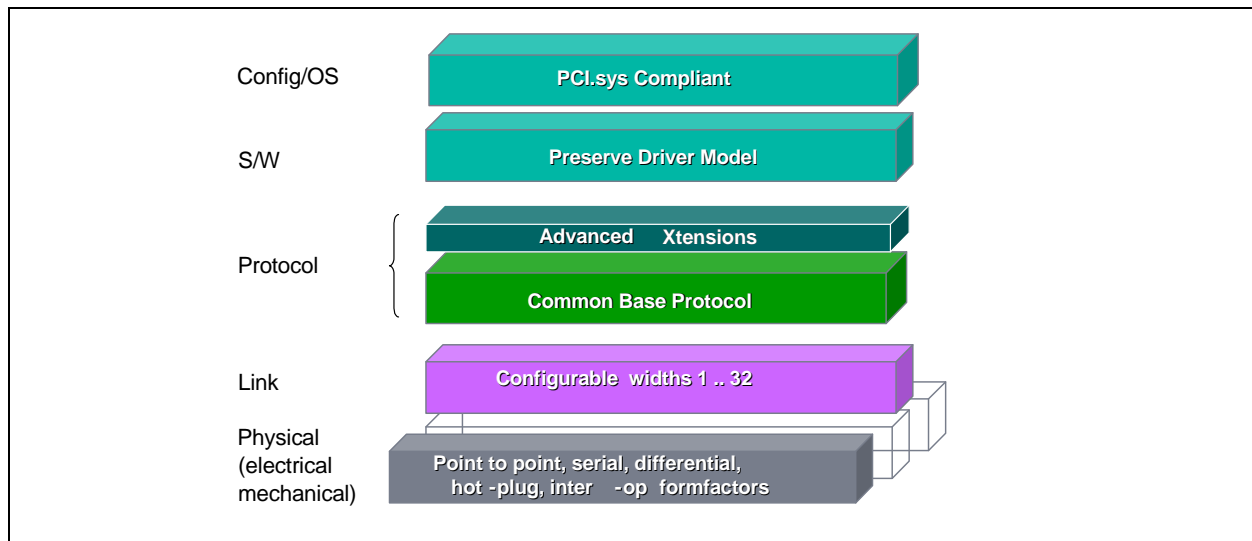 Config/OS
PCI.sys Compliant
S/W
Preserve Driver Model
Protocol
Advanced Xtensions
Common Base Protocol
Link
Configurable widths 1 .. 32
Physical
(electrical
mechanical)
Point to point, serial, differential,
hot -plug, inter -op formfactors